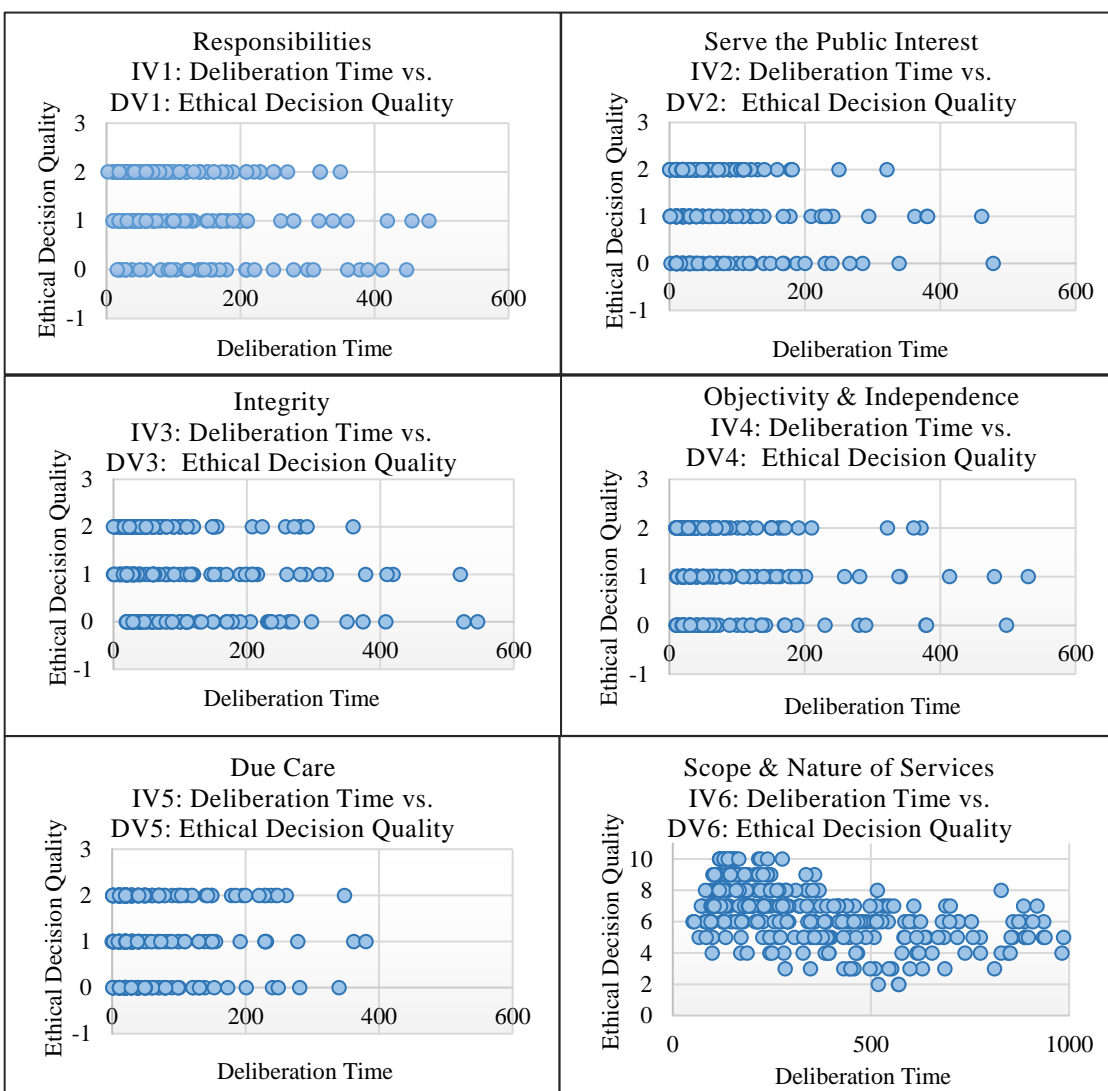 Responsibilities
IV1: Deliberation Time vs.
DV1: Ethical Decision Quality
Ethical Decision Quality
3
2
1
0
-1
0 200 400 600
Deliberation Time
Serve the Public Interest
IV2: Deliberation Time vs.
DV2: Ethical Decision Quality
Ethical Decision Quality
3
2
1
0
-1
0 200 400 600
Deliberation Time
Integrity
IV3: Deliberation Time vs.
DV3: Ethical Decision Quality
Ethical Decision Quality
3
2
1
0
-1
0 200 400 600
Deliberation Time
Objectivity & Independence
IV4: Deliberation Time vs.
DV4: Ethical Decision Quality
Ethical Decision Quality
3
2
1
0
-1
0 200 400 600
Deliberation Time
Due Care
IV5: Deliberation Time vs.
DV5: Ethical Decision Quality
Ethical Decision Quality
3
2
1
0
-1
0 200 400 600
Deliberation Time
Scope & Nature of Services
IV6: Deliberation Time vs.
DV6: Ethical Decision Quality
Ethical Decision Quality
10
8
6
4
2
0
0 500 1000
Deliberation Time